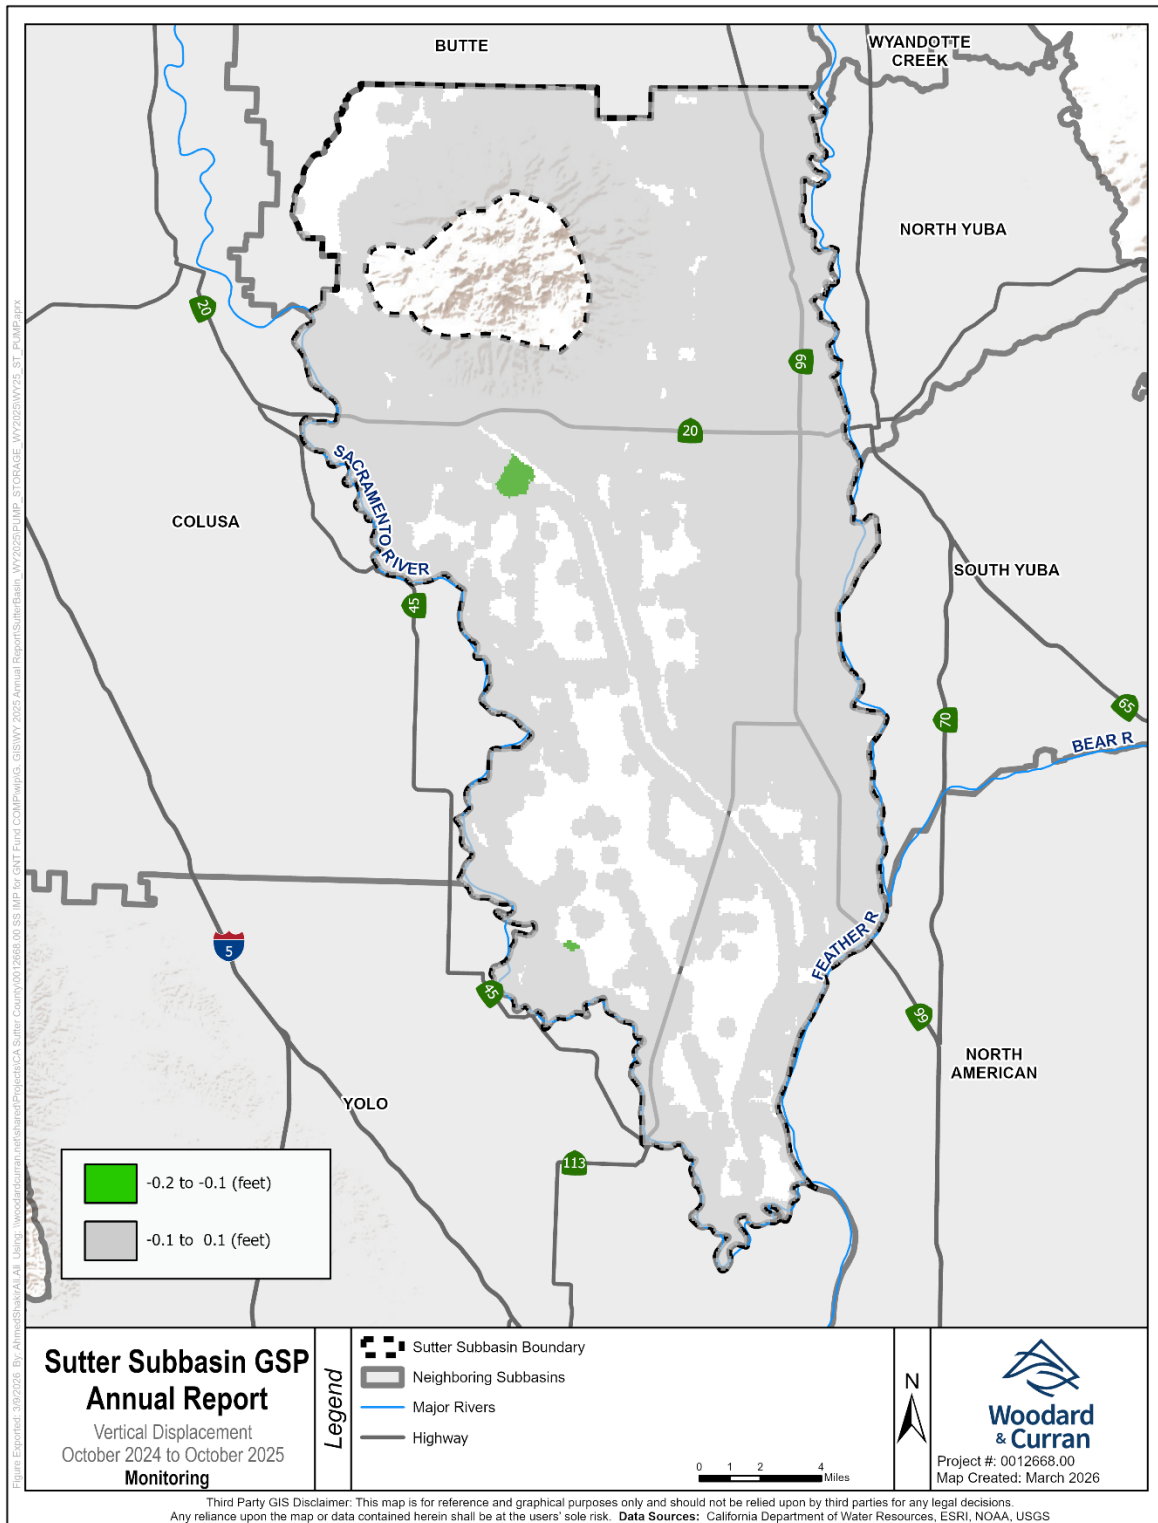 BUTTE
WYANDOTTE
CREEK
NORTH YUBA
20
99
20
SACRAMENTO RIVER
COLUSA
45
SOUTH YUBA
65
70
BEAR R
FEATHER R
5
45
99
NORTH
AMERICAN
YOLO
113
-0.2 to -0.1 (feet)
-0.1 to 0.1 (feet)
Sutter Subbasin GSP
Annual Report
Vertical Displacement
October 2024 to October 2025
Monitoring
Legend
Sutter Subbasin Boundary
Neighboring Subbasins
Major Rivers
Highway
N
0 1 2 4
Miles
Woodard
& Curran
Project #: 0012668.00
Map Created: March 2026
Third Party GIS Disclaimer: This map is for reference and graphical purposes only and should not be relied upon by third parties for any legal decisions.
Any reliance upon the map or data contained herein shall be at the users' sole risk. Data Sources: California Department of Water Resources, ESRI, NOAA, USGS